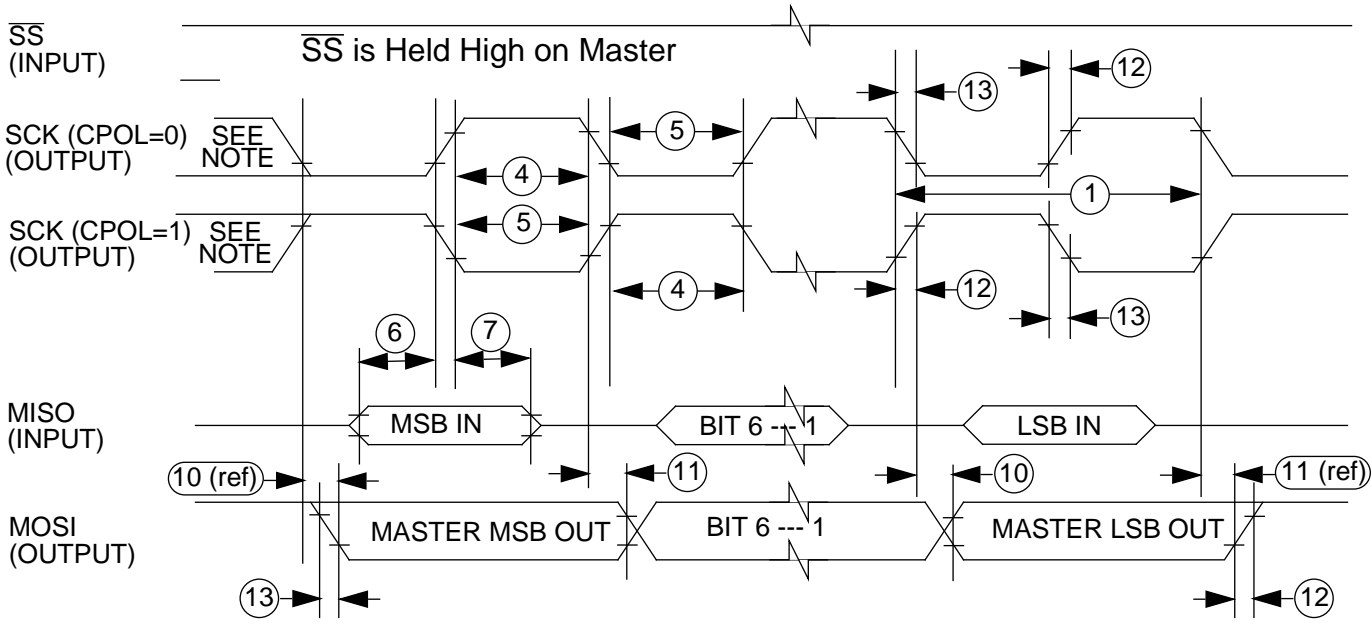 SS
(INPUT)
SS is Held High on Master
12
13
SCK (CPOL=0)
(OUTPUT)
SEE
NOTE
5
4
1
SCK (CPOL=1)
(OUTPUT)
SEE
NOTE
5
4
12
13
6
7
MISO
(INPUT)
MSB IN
BIT 6 --- 1
LSB IN
10 (ref)
11
10
11 (ref)
MOSI
(OUTPUT)
MASTER MSB OUT
BIT 6 --- 1
MASTER LSB OUT
13
12